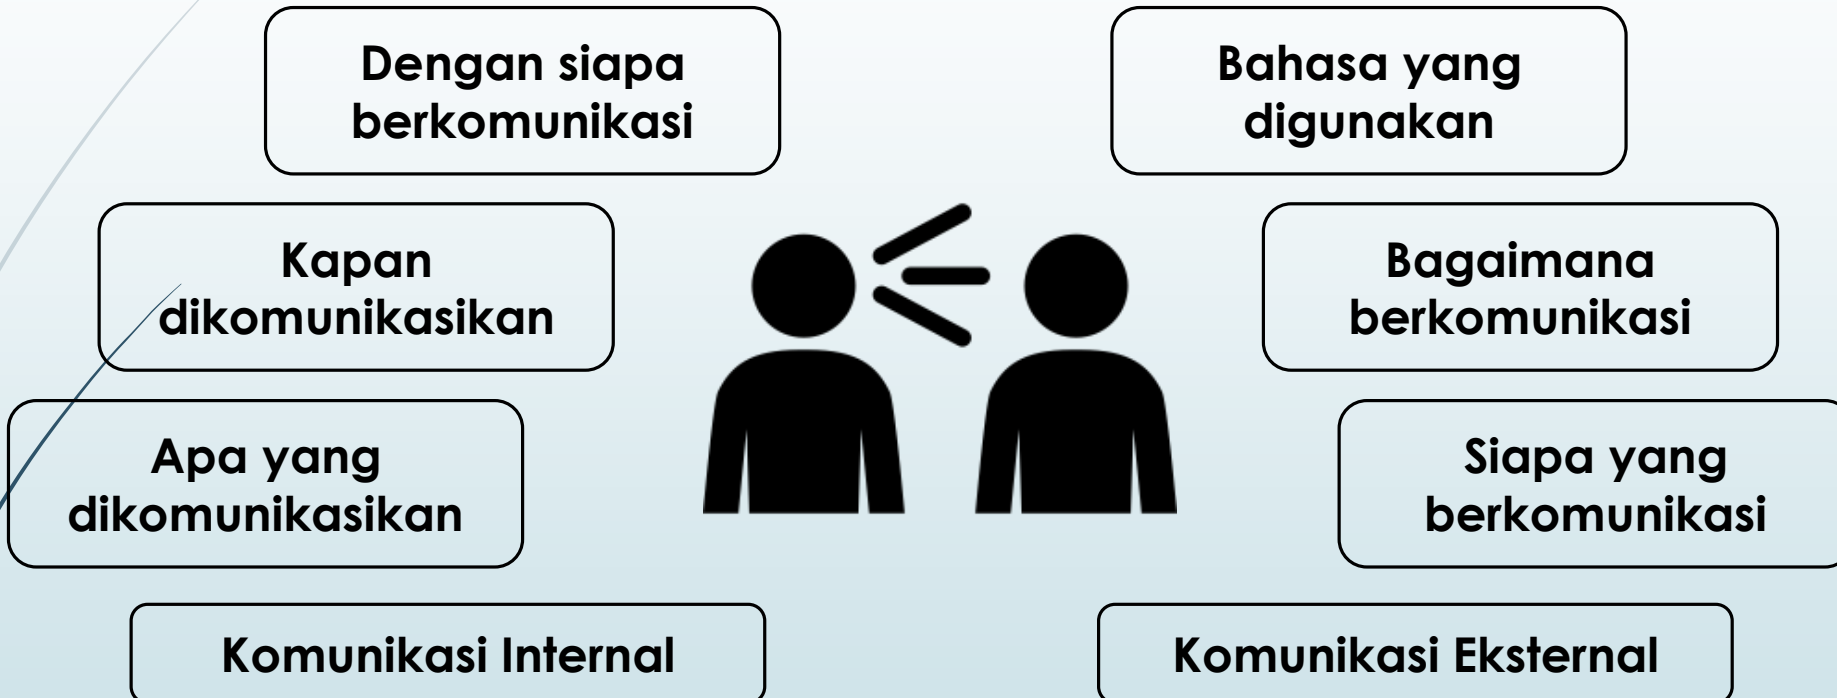 Dengan siapa
berkomunikasi
Bahasa yang
digunakan
Kapan
dikomunikasikan
Bagaimana
berkomunikasi
Apa yang
dikomunikasikan
Siapa yang
berkomunikasi
Komunikasi Internal
Komunikasi Eksternal